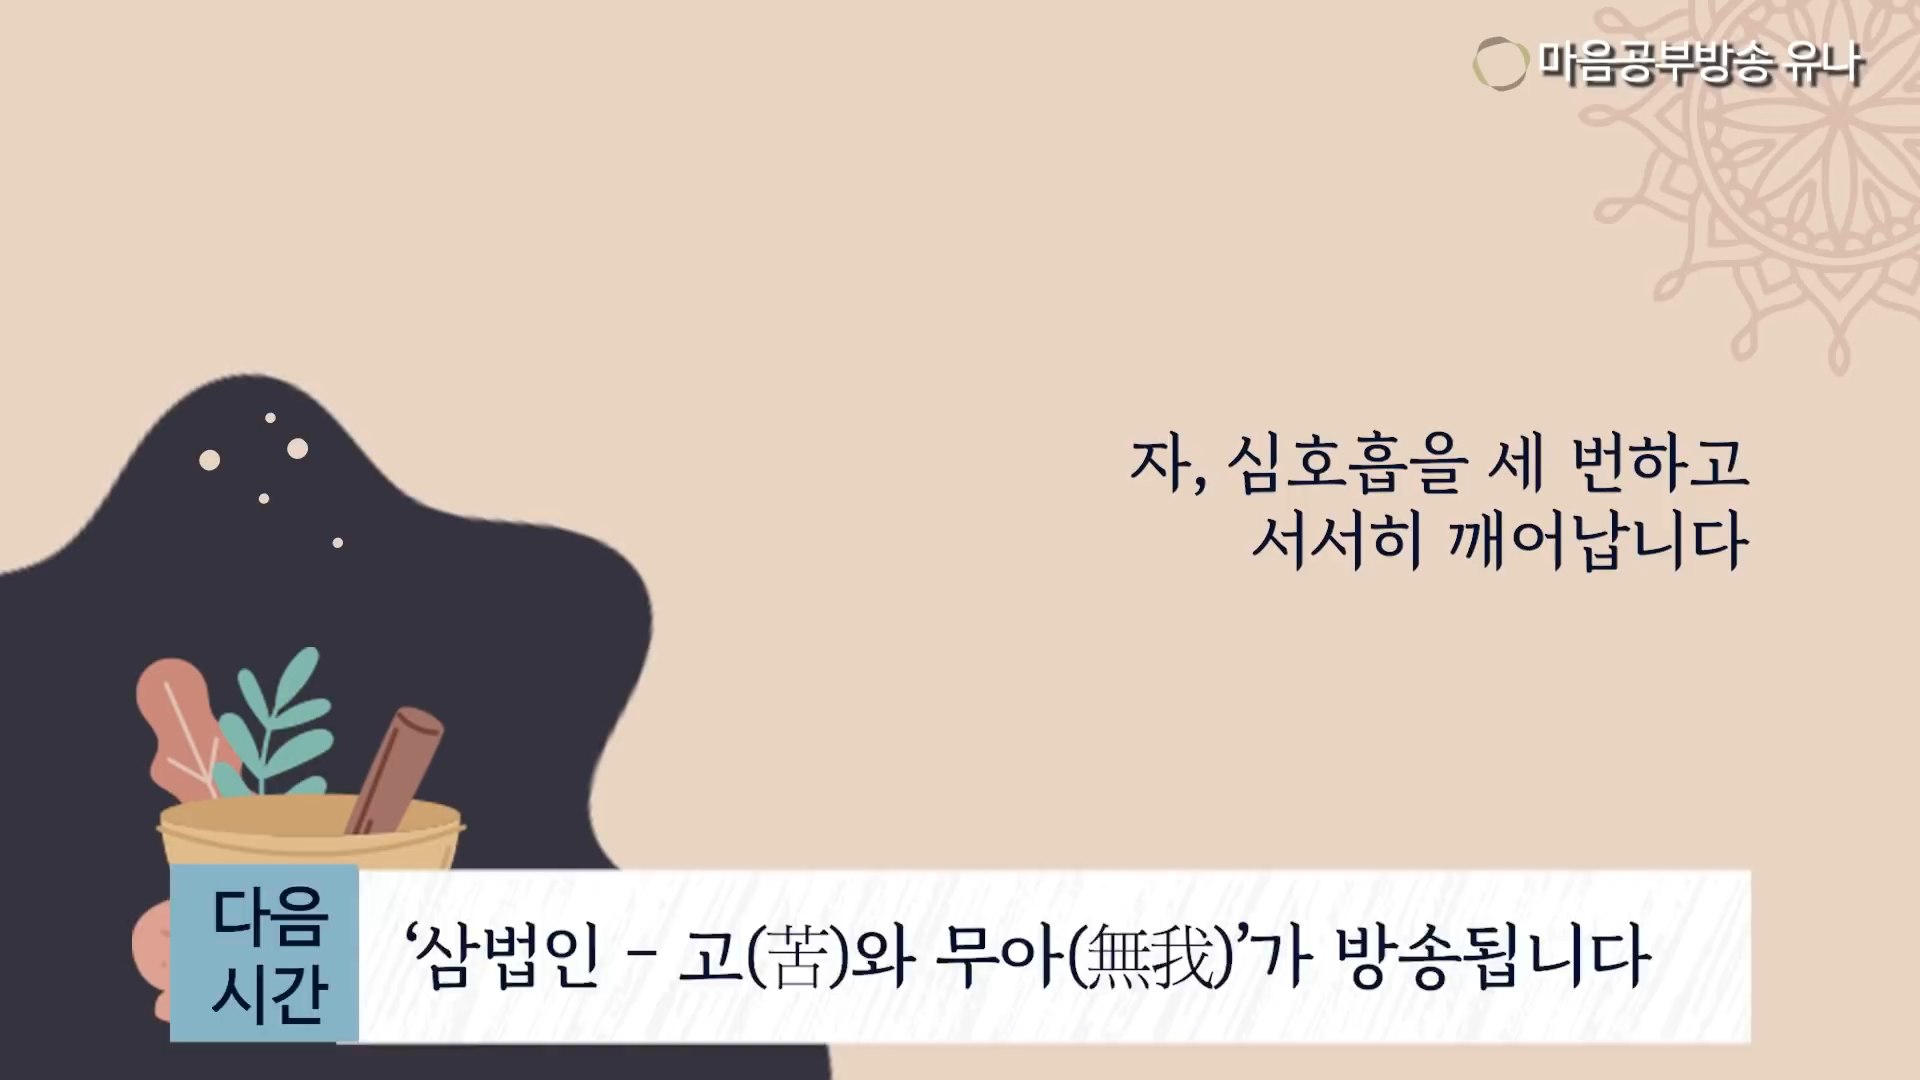 마음공부방송 유나
자, 심호흡을 세 번하고
서서히 깨어납니다
다음
시간
‘삼법인 – 고(苦)와 무아(無我)’가 방송됩니다